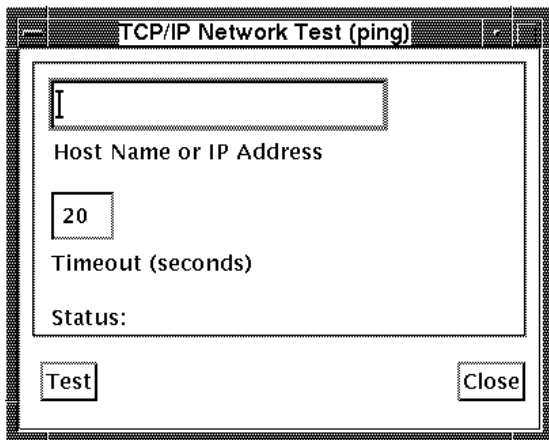 TCP/IP Network Test (ping)
Host Name or IP Address
20
Timeout (seconds)
Status:
Test Close